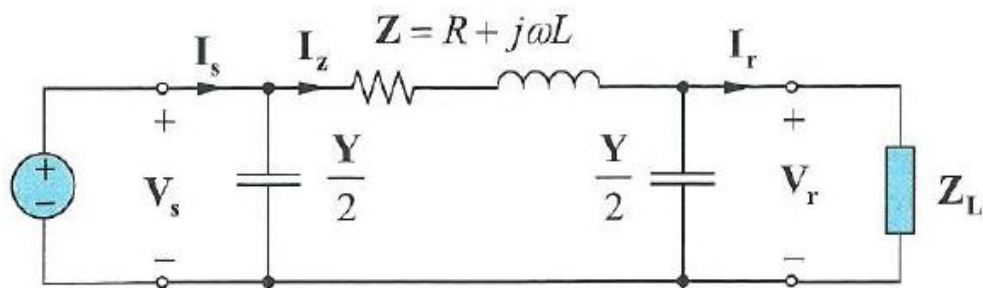 Z = R + jωL
I_s
I_z
I_r
+
+
+
−
V_s
Y/2
Y/2
V_r
Z_L
−
−